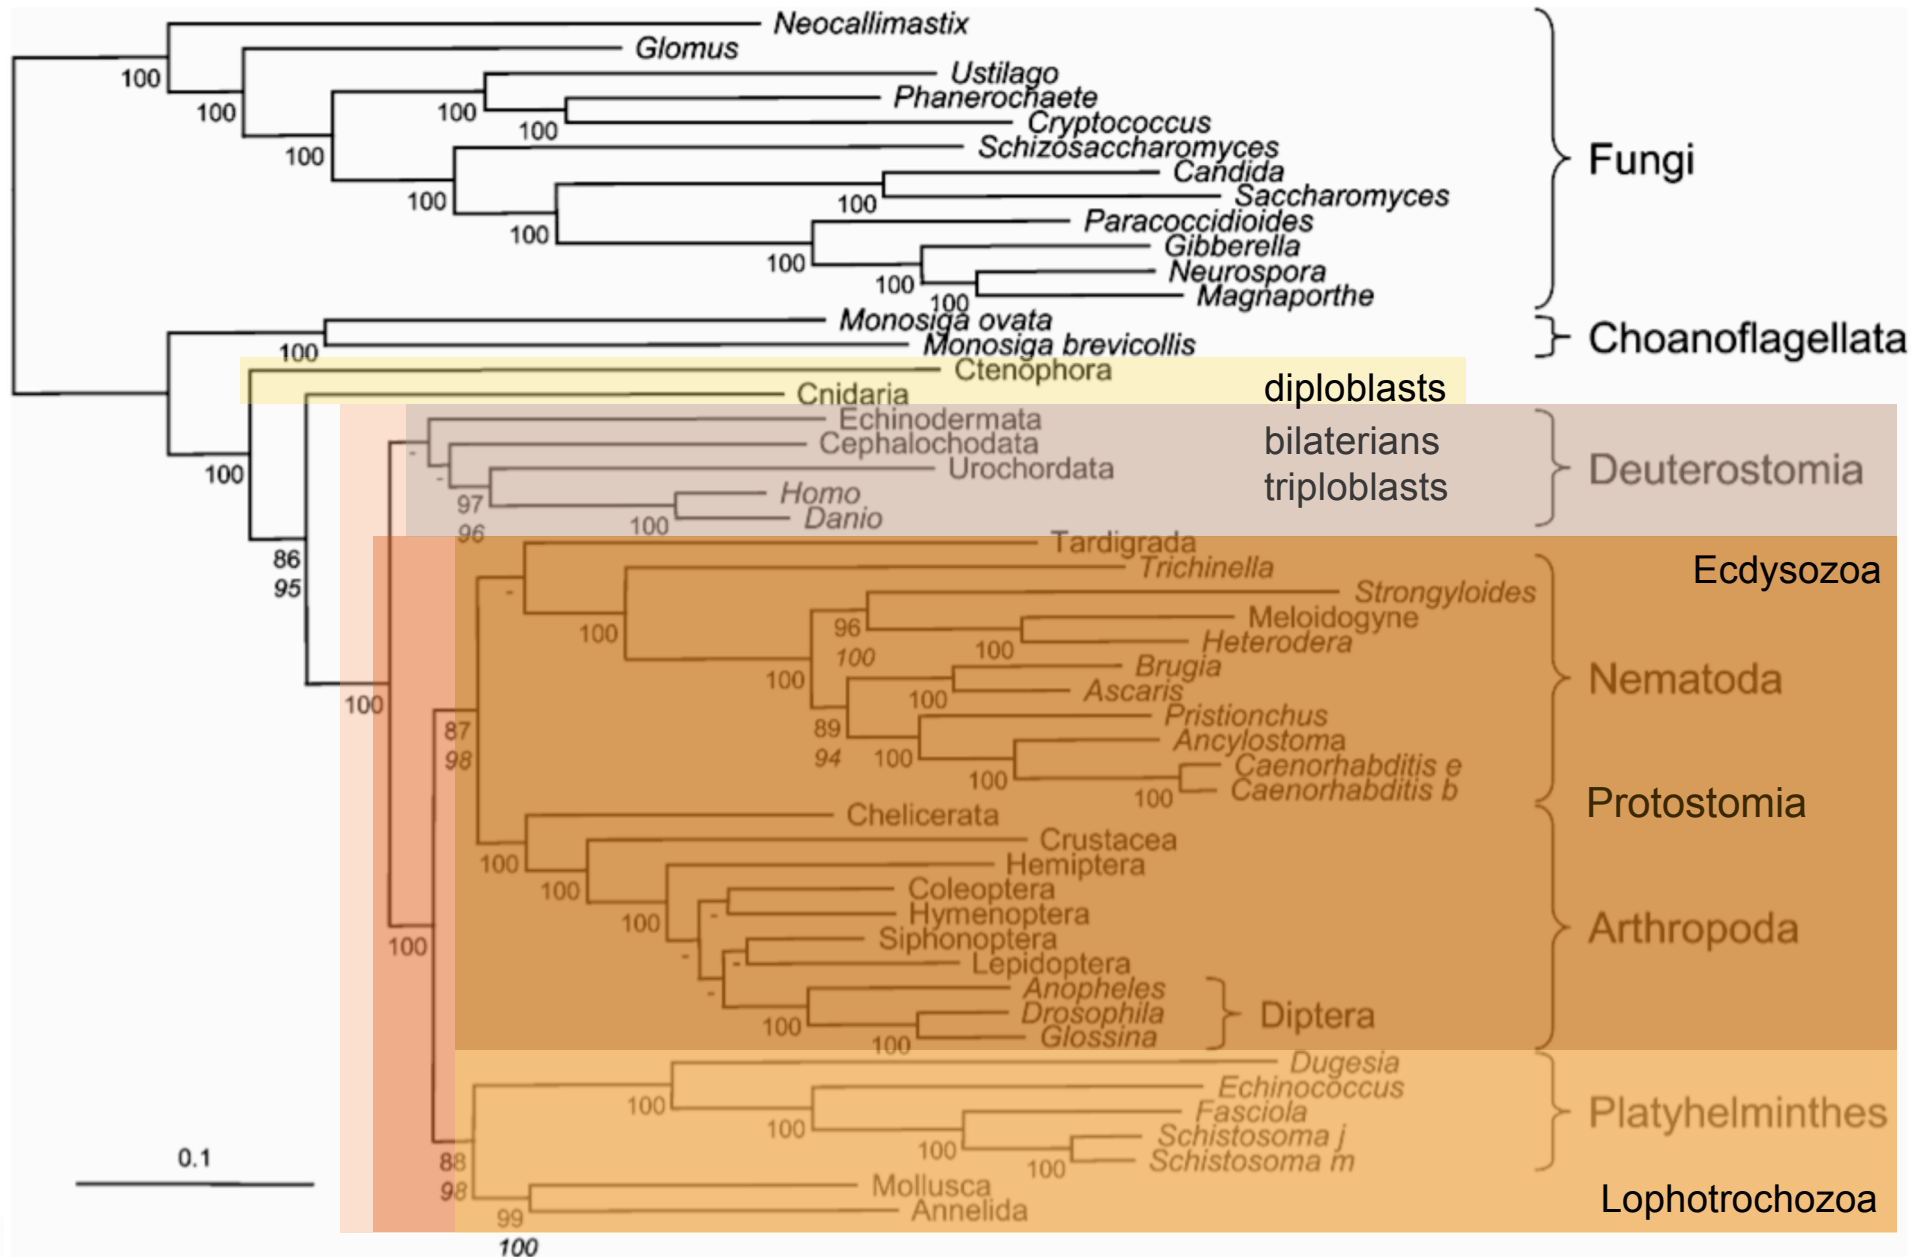 Neocallimastix
Glomus
100
Ustilago
Phanerochaete
100
100
Cryptococcus
100
Schizosaccharomyces
100
Fungi
Candida
Saccharomyces
100
100
Paracoccidioides
100
Gibberella
100
Neurospora
100
Magnaporthe
100
Monosiga ovata
Choanoflagellata
Monosiga brevicollis
100
Ctenophora
diploblasts
Cnidaria
Echinodermata
bilaterians
Cephalochodata
-
Urochordata
Deuterostomia
100
-
triploblasts
Homo
97
Danio
100
96
Tardigrada
86
Trichinella
Ecdysozoa
95
-
Strongyloides
Meloidogyne
96
100
Heterodera
100
100
Brugia
100
Nematoda
Ascaris
100
100
Pristionchus
87
89
Ancylostoma
98
94
100
Caenorhabditis e
100
Caenorhabditis b
100
Protostomia
Chelicerata
Crustacea
100
Hemiptera
100
Coleoptera
100
-
Hymenoptera
Arthropoda
100
Siphonoptera
-
-
Lepidoptera
-
Anopheles
Drosophila
Diptera
100
Glossina
100
Dugesia
Echinococcus
100
Fasciola
Platyhelminthes
100
Schistosoma j
100
0.1
88
Schistosoma m
100
98
Mollusca
Lophotrochozoa
99
Annelida
100